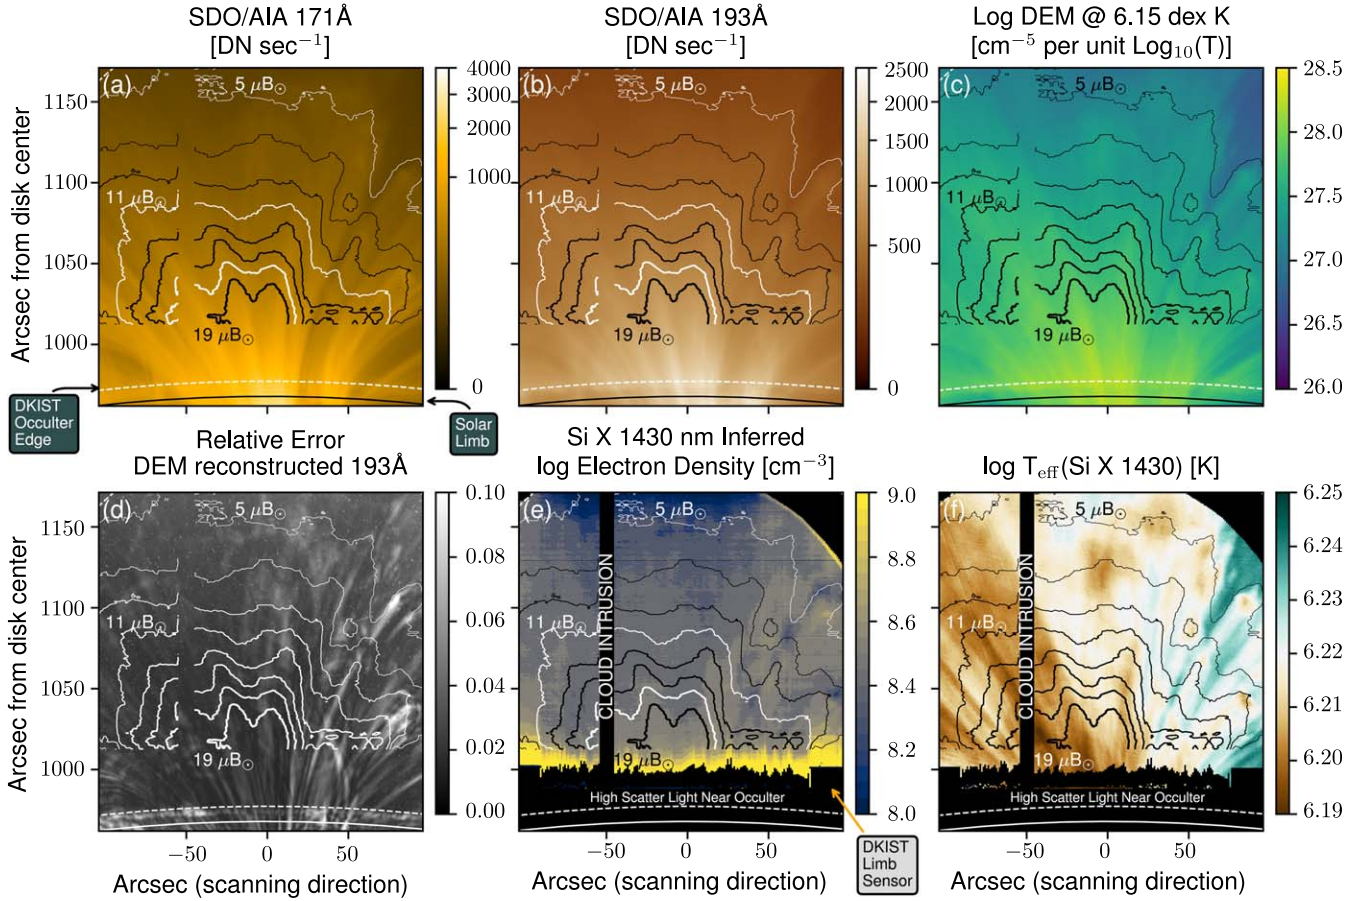 SDO/AIA 171Å
[DN sec⁻¹]
SDO/AIA 193Å
[DN sec⁻¹]
Log DEM @ 6.15 dex K
[cm⁻⁵ per unit Log₁₀(T)]
Arcsec from disk center
1150
1100
1050
1000
(a)
5 μB⊙
11 μB⊙
19 μB⊙
4000
3000
2000
1000
0
(b)
5 μB⊙
11 μB⊙
19 μB⊙
2500
2000
1500
1000
500
0
(c)
5 μB⊙
11 μB⊙
19 μB⊙
28.5
28.0
27.5
27.0
26.5
26.0
DKIST
Occulter
Edge
−50
0
50
Solar
Limb
−50
0
50
−50
0
50
Relative Error
DEM reconstructed 193Å
Si X 1430 nm Inferred
log Electron Density [cm⁻³]
log T_eff(Si X 1430) [K]
Arcsec from disk center
1150
1100
1050
1000
(d)
5 μB⊙
11 μB⊙
19 μB⊙
0.10
0.08
0.06
0.04
0.02
0.00
(e)
5 μB⊙
11 μB⊙
CLOUD INTRUSION
19 μB⊙
High Scatter Light Near Occulter
9.0
8.8
8.6
8.4
8.2
8.0
(f)
5 μB⊙
11 μB⊙
CLOUD INTRUSION
19 μB⊙
High Scatter Light Near Occulter
6.25
6.24
6.23
6.22
6.21
6.20
6.19
−50
0
50
Arcsec (scanning direction)
−50
0
50
Arcsec (scanning direction)
DKIST
Limb
Sensor
−50
0
50
Arcsec (scanning direction)